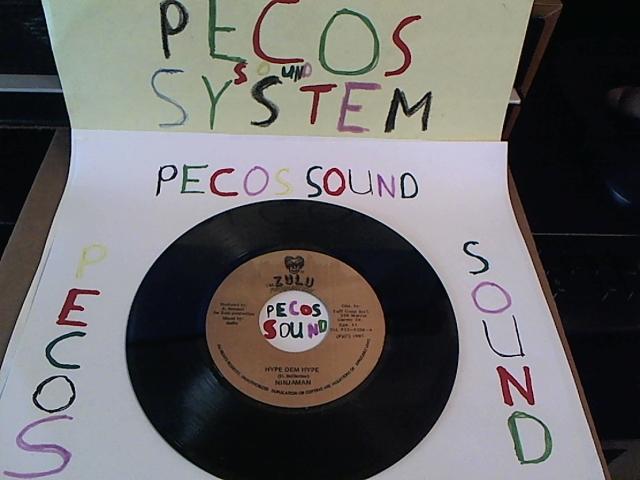 PECOS
SOUND
SYSTEM
PECOS SOUND
PECOS
SOUND
ZULU
PECOS
SOUND
HYPE DEM HYPE
NINJAMAN